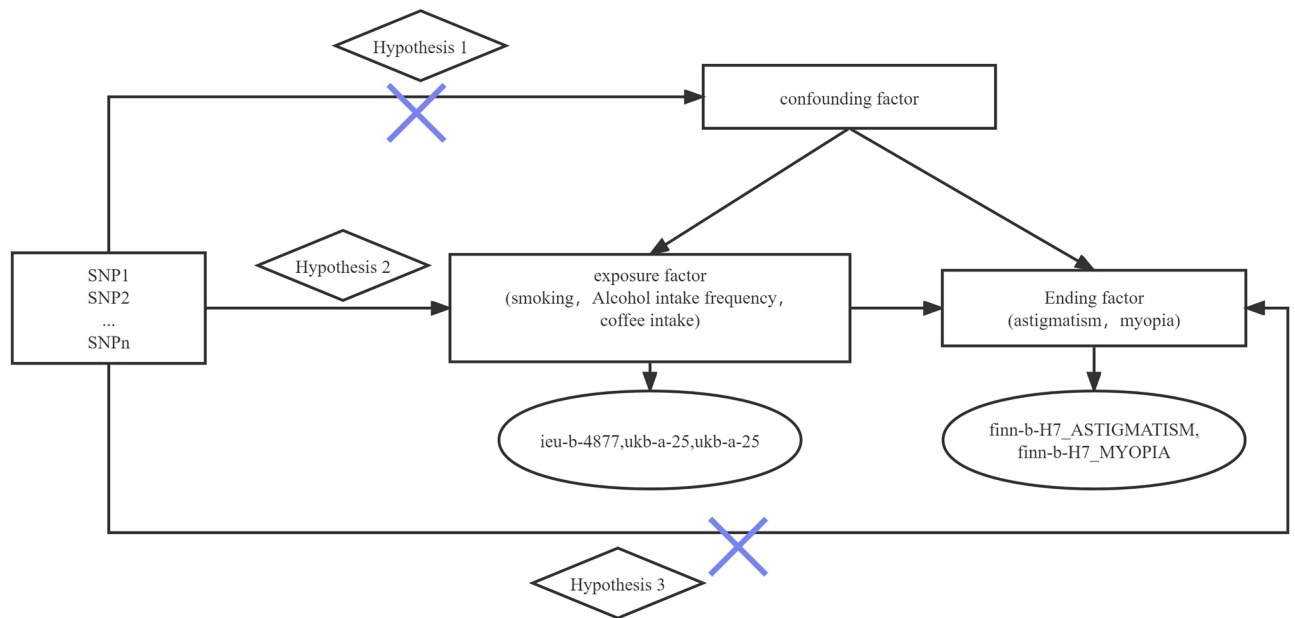 Hypothesis 1
confounding factor
Hypothesis 2
SNP1
SNP2
...
SNPn
exposure factor
(smoking, Alcohol intake frequency,
coffee intake)
Ending factor
(astigmatism, myopia)
ieu-b-4877,ukb-a-25,ukb-a-25
finn-b-H7_ASTIGMATISM,
finn-b-H7_MYOPIA
Hypothesis 3